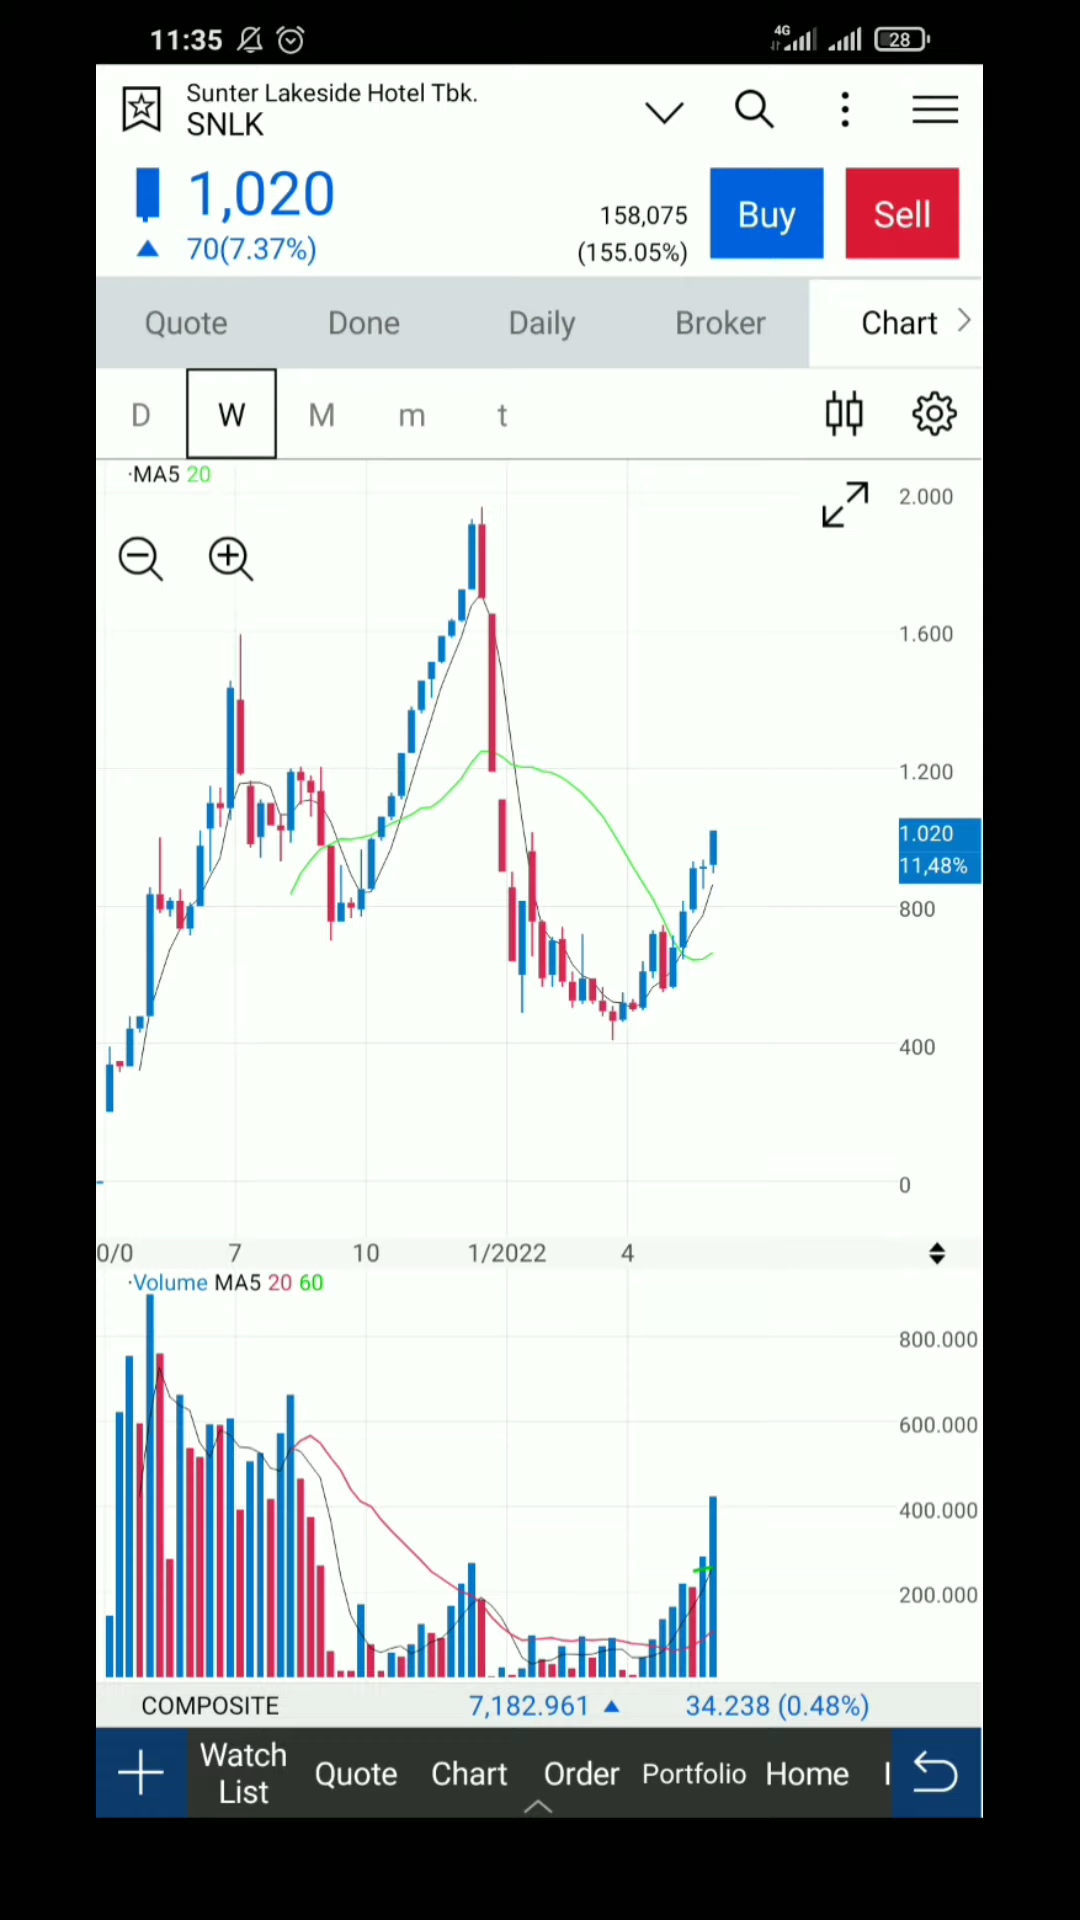 11:35 4G 28
Sunter Lakeside Hotel Tbk.
SNLK
1,020
70(7.37%)
158,075
(155.05%)
Buy
Sell
Quote Done Daily Broker Chart
D W M m t
·MA5 20
2.000
1.600
1.200
1.020
11,48%
800
400
0
0/0 7 10 1/2022 4
·Volume MA5 20 60
800.000
600.000
400.000
200.000
COMPOSITE 7,182.961 ▲ 34.238 (0.48%)
Watch
List
Quote Chart Order Portfolio Home